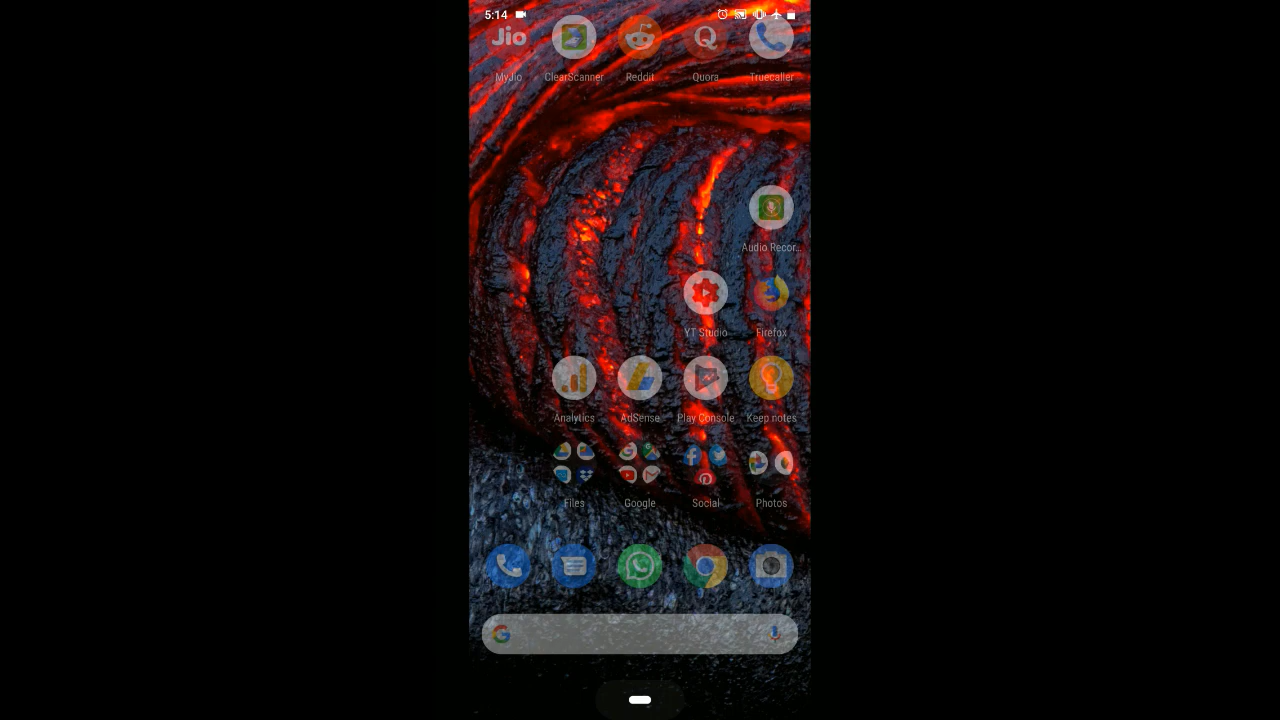 5:14
Jio Q
MyJio ClearScanner Reddit Quora Truecaller
Audio Recor...
YT Studio Firefox
Analytics AdSense Play Console Keep notes
Files Google Social Photos
G